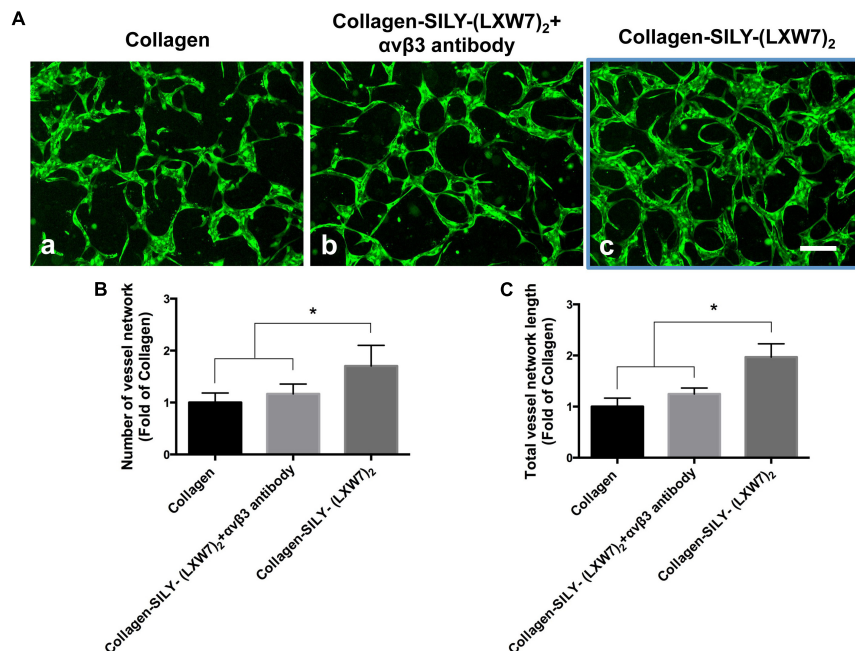 A
Collagen
Collagen-SILY-(LXW7)₂+
αvβ3 antibody
Collagen-SILY-(LXW7)₂
a
b
c
B
Number of vessel network
(Fold of Collagen)
3
2
1
0
*
Collagen
Collagen-SILY- (LXW7)₂+αvβ3 antibody
Collagen-SILY- (LXW7)₂
C
Total vessel network length
(Fold of Collagen)
3
2
1
0
*
Collagen
Collagen-SILY- (LXW7)₂+αvβ3 antibody
Collagen-SILY- (LXW7)₂